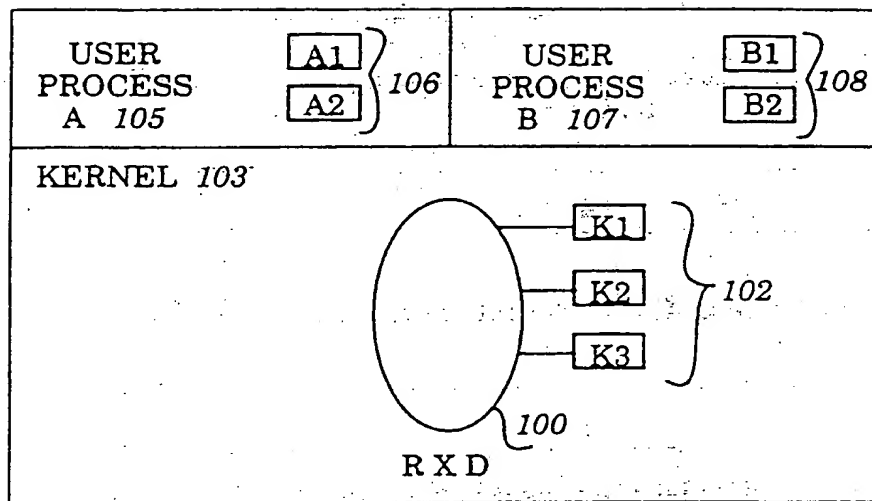 USER
PROCESS
A 105
A1
A2
106
USER
PROCESS
B 107
B1
B2
108
KERNEL 103
K1
K2
K3
102
100
RXD